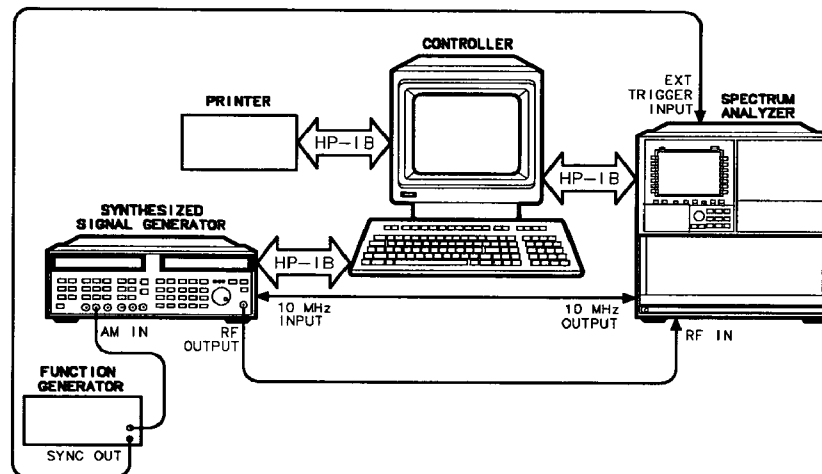 CONTROLLER
EXT
TRIGGER
INPUT
SPECTRUM
ANALYZER
PRINTER
HP-IB
HP-IB
SYNTHESIZED
SIGNAL GENERATOR
HP-IB
10 MHz
INPUT
10 MHz
OUTPUT
AM IN
RF
OUTPUT
RF IN
FUNCTION
GENERATOR
SYNC OUT